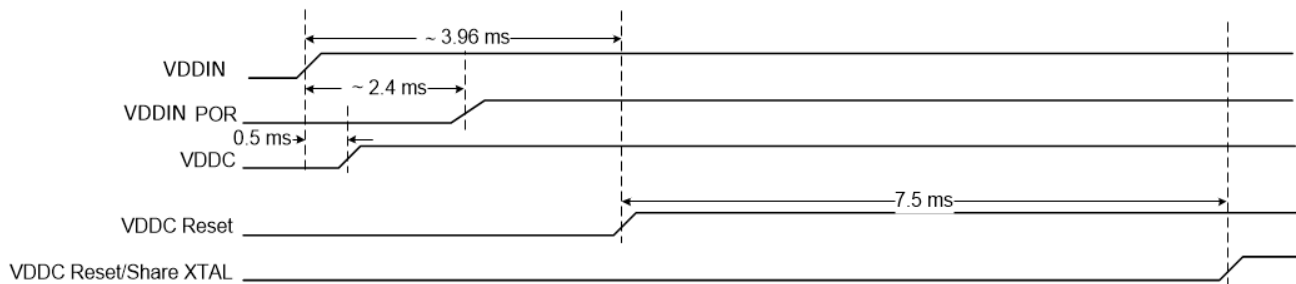 ~ 3.96 ms
VDDIN
~ 2.4 ms
VDDIN POR
0.5 ms
VDDC
7.5 ms
VDDC Reset
VDDC Reset/Share XTAL